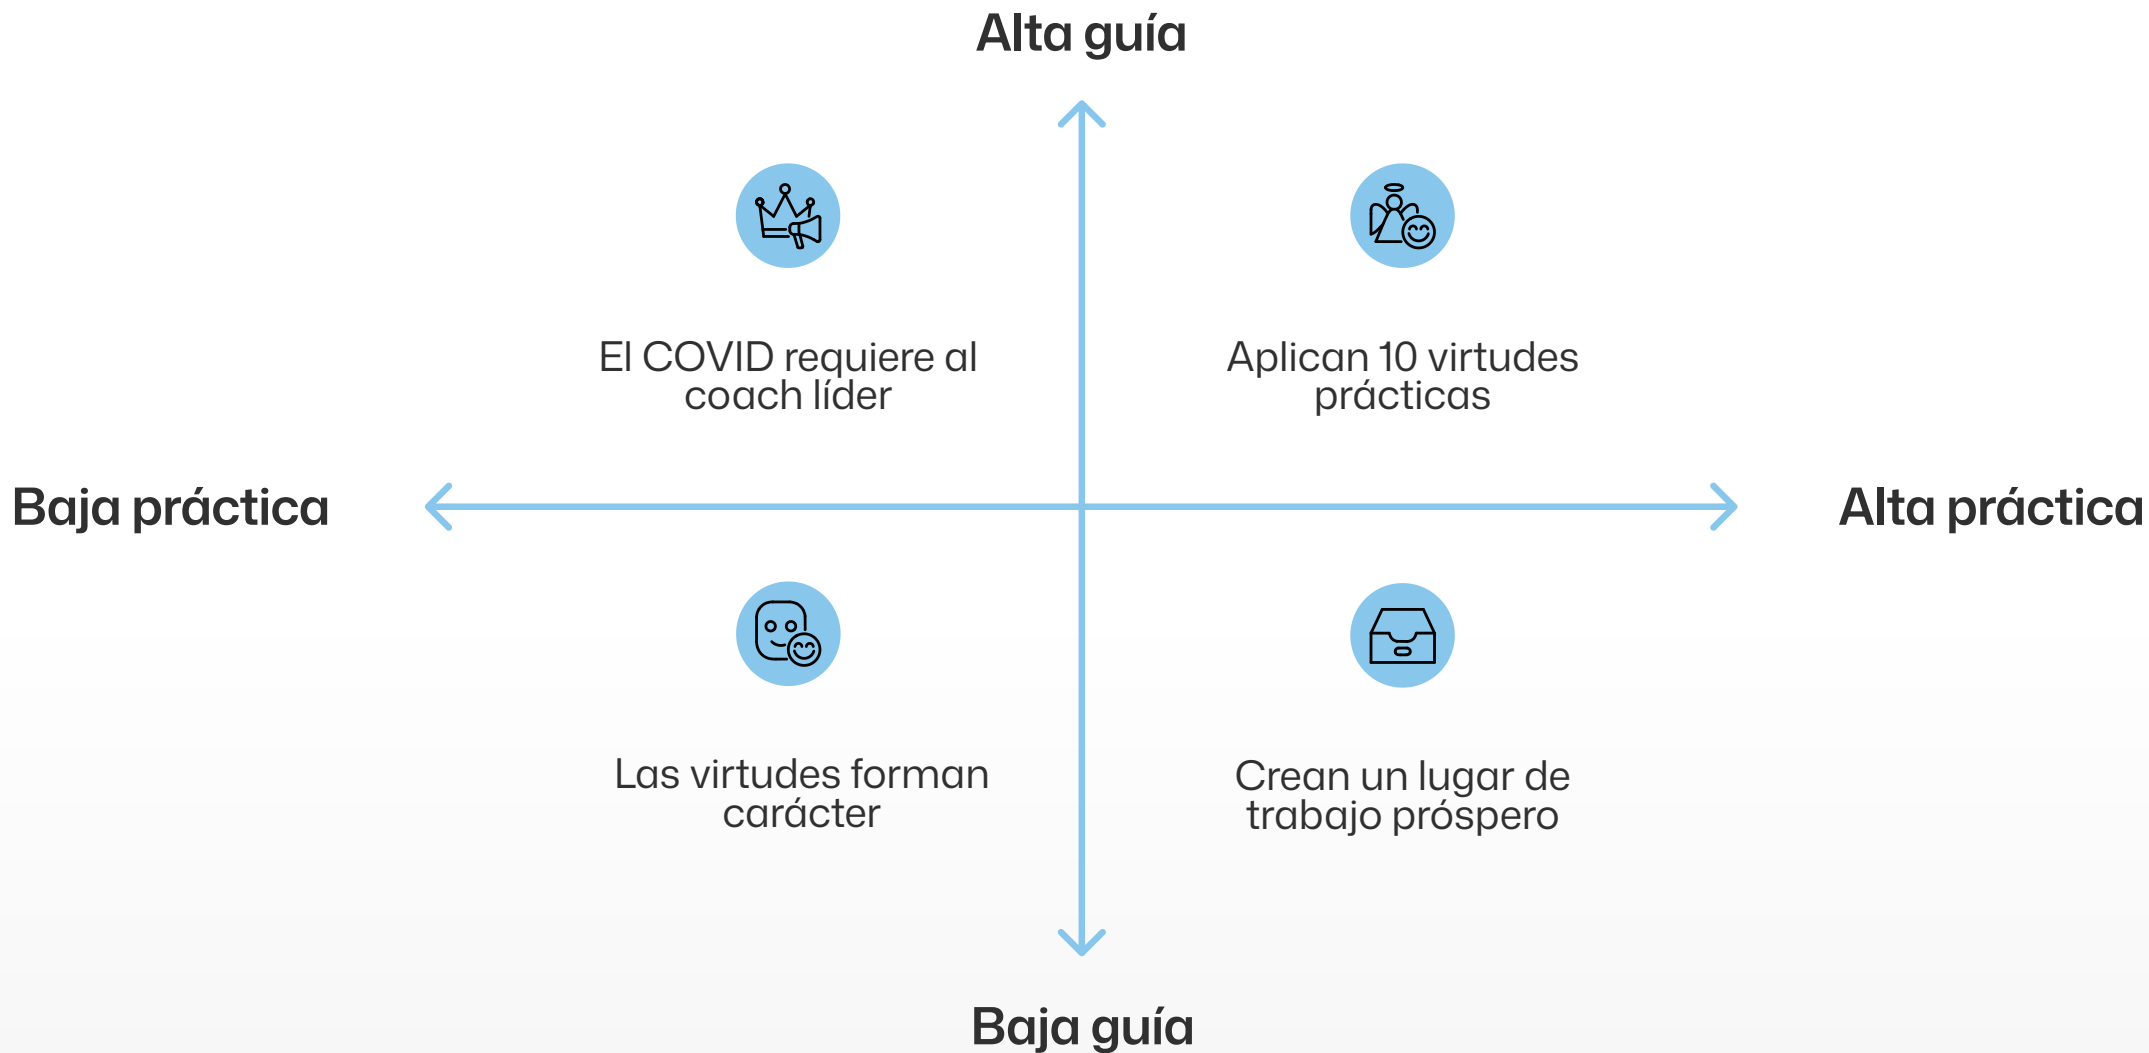 Alta guía
El COVID requiere al
coach líder
Aplican 10 virtudes
prácticas
Baja práctica
Alta práctica
Las virtudes forman
carácter
Crean un lugar de
trabajo próspero
Baja guía